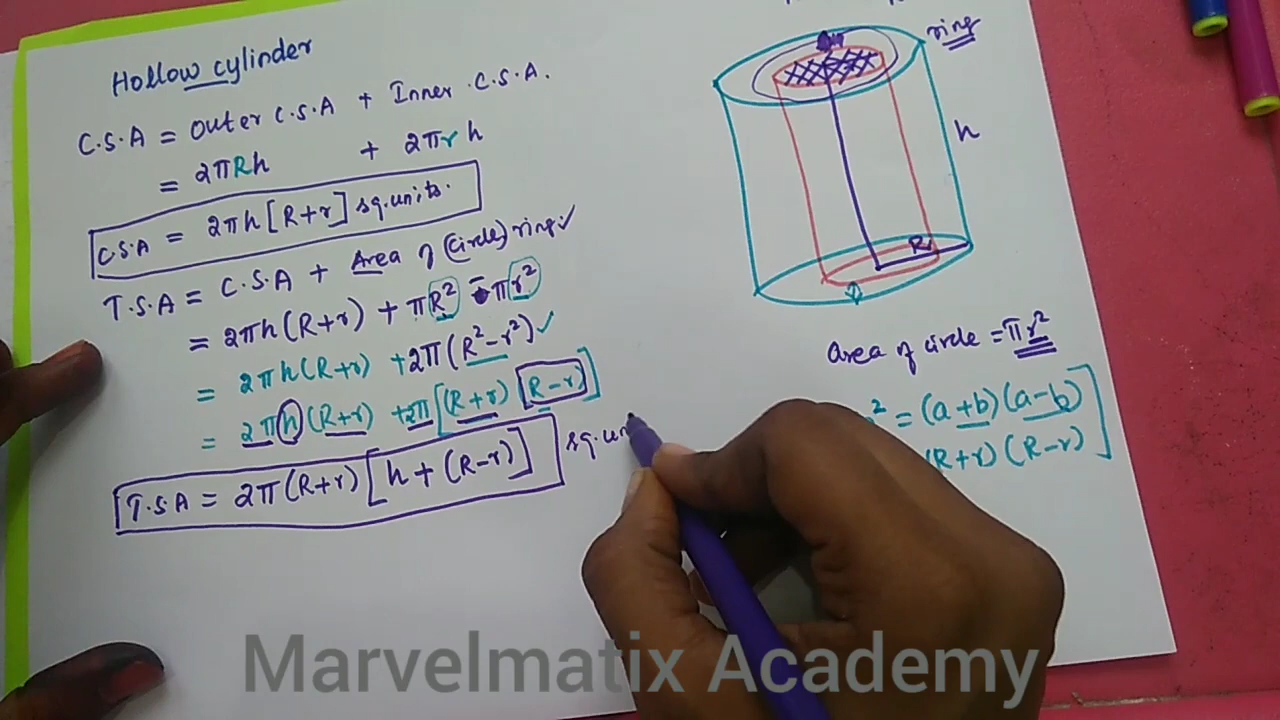 Hollow cylinder
C.S.A = Outer C.S.A + Inner C.S.A.
= 2πRh + 2πrh
C.S.A = 2πh[R+r] sq.units.
T.S.A = C.S.A + Area of (circle) ring ✓
= 2πh(R+r) + πR² - πr²
= 2πh(R+r) + 2π(R²-r²) ✓
= 2πh(R+r) + 2π[(R+r)(R-r)]
T.S.A = 2π(R+r)[h+(R-r)] sq.un
ring
h
R
Area of circle = πr²
² = (a+b)(a-b)]
(R+r)(R-r)
Marvelmatix Academy